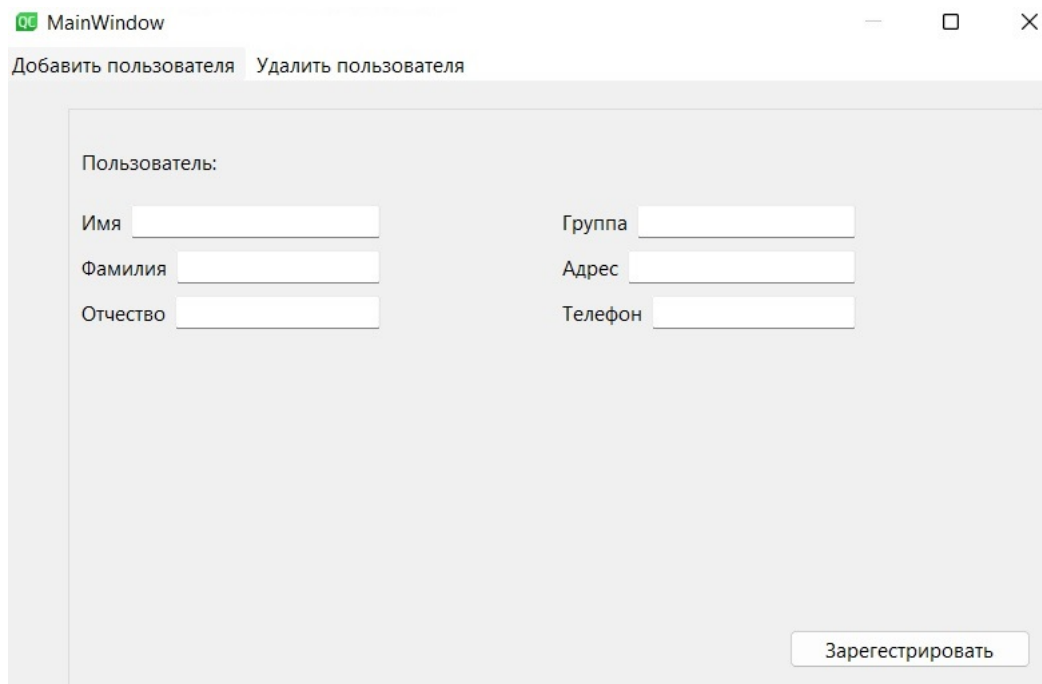 QC MainWindow
Добавить пользователя Удалить пользователя
Пользователь:
Имя Группа
Фамилия Адрес
Отчество Телефон
Зарегестрировать